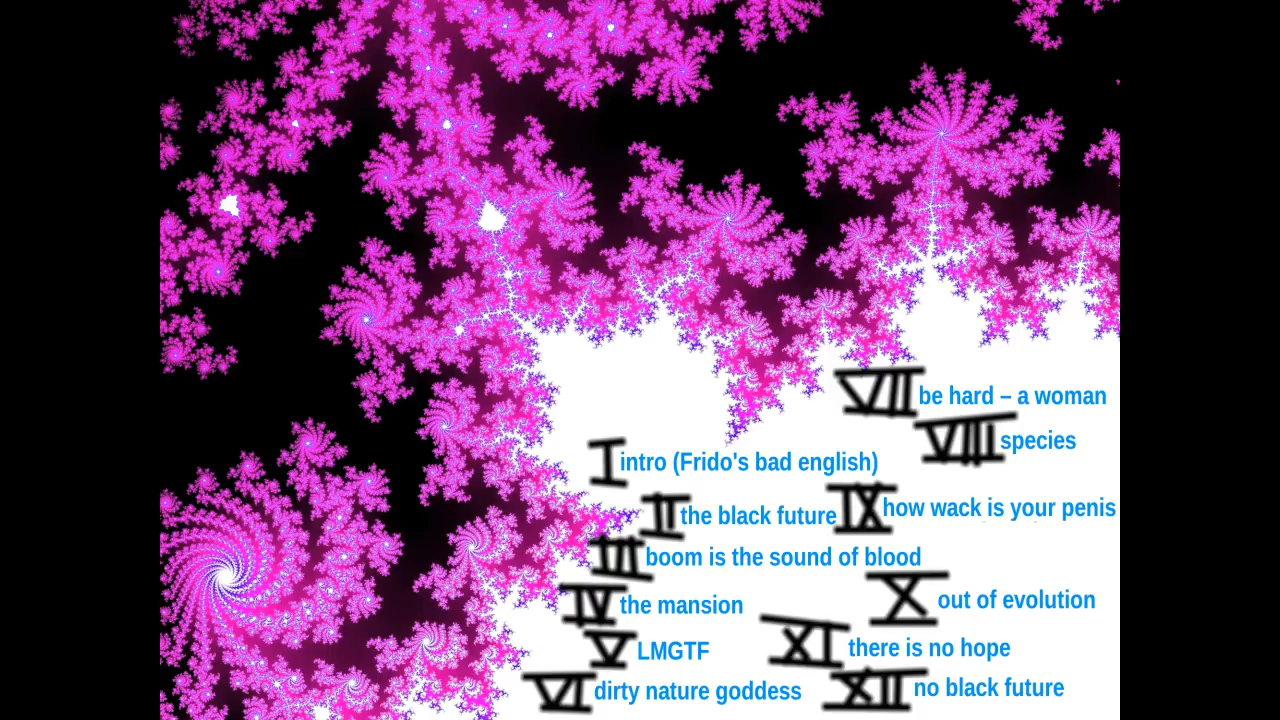 I intro (Frido's bad english)
II the black future
III boom is the sound of blood
IV the mansion
V LMGTF
VI dirty nature goddess
VII be hard – a woman
VIII species
IX how wack is your penis
X out of evolution
XI there is no hope
XII no black future